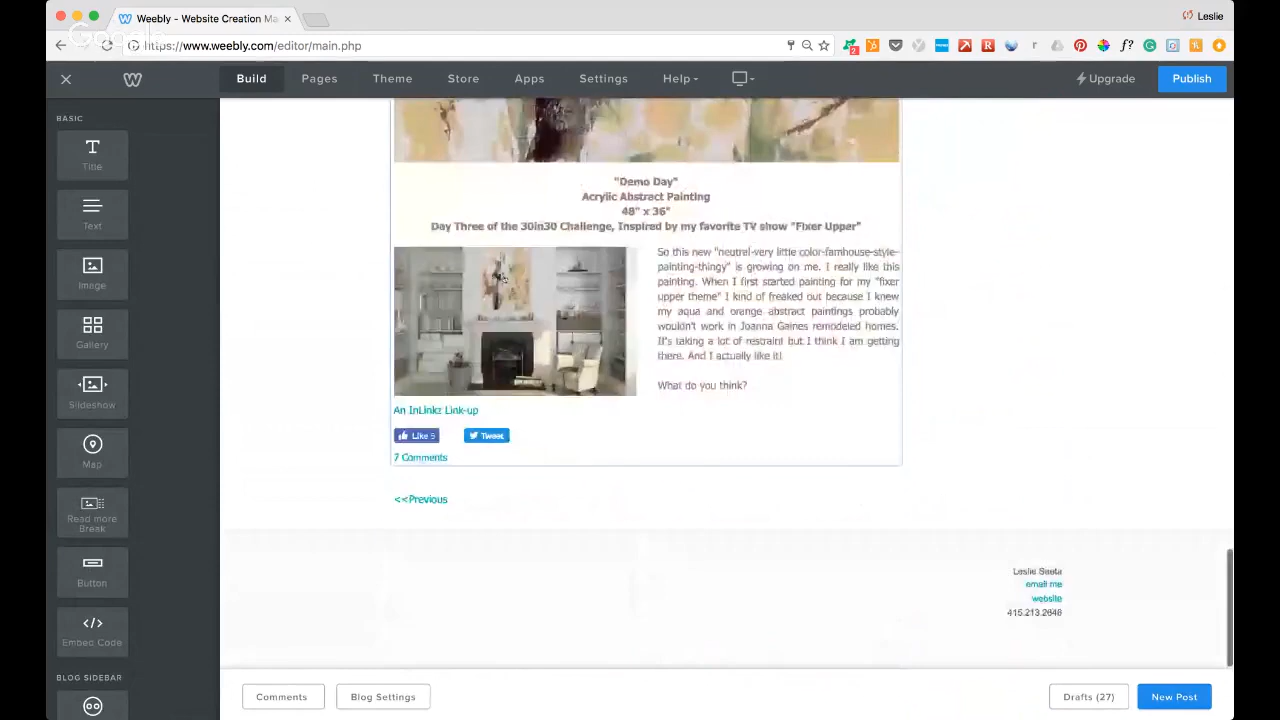 Weebly - Website Creation Ma
Leslie
Google
https://www.weebly.com/editor/main.php
Build
Pages
Theme
Store
Apps
Settings
Help
Upgrade
Publish
BASIC
Title
Text
Image
Gallery
Slideshow
Map
Read more
Break
Button
Embed Code
BLOG SIDEBAR
"Demo Day"
Acrylic Abstract Painting
48" x 36"
Day Three of the 30in30 Challenge, Inspired by my favorite TV show "Fixer Upper"
So this new "neutral-very little color-famhouse-style-
painting-thingy" is growing on me. I really like this
painting. When I first started painting for my "fixer
upper theme" I kind of freaked out because I knew
my aqua and orange abstract paintings probably
wouldn't work in Joanna Gaines remodeled homes.
It's taking a lot of restraint but I think I am getting
there. And I actually like it!
What do you think?
An InLinkz Link-up
Like 5
Tweet
7 Comments
<<Previous
Leslie Saeta
email me
website
415.213.2648
Comments
Blog Settings
Drafts (27)
New Post